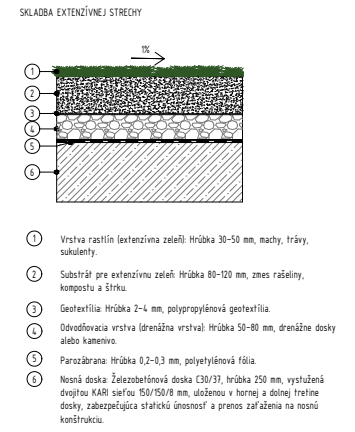 SKLADBA EXTENZÍVNEJ STRECHY
1%
1
2
3
4
5
6
1 Vrstva rastlín (extenzívna zeleň): Hrúbka 30-50 mm, machy, trávy,
sukulenty.
2 Substrát pre extenzívnu zeleň: Hrúbka 80-120 mm, zmes rašeliny,
kompostu a štrku.
3 Geotextília: Hrúbka 2-4 mm, polypropylénová geotextília.
4 Odvodňovacia vrstva (drenážna vrstva): Hrúbka 50-80 mm, drenážne dosky
alebo kamenivo.
5 Parozábrana: Hrúbka 0,2-0,3 mm, polyetylénová fólia.
6 Nosná doska: Železobetónová doska C30/37, hrúbka 250 mm, vystužená
dvojitou KARI sieťou 150/150/8 mm, uloženou v hornej a dolnej tretine
dosky, zabezpečujúca statickú únosnosť a prenos zaťaženia na nosnú
konštrukciu.